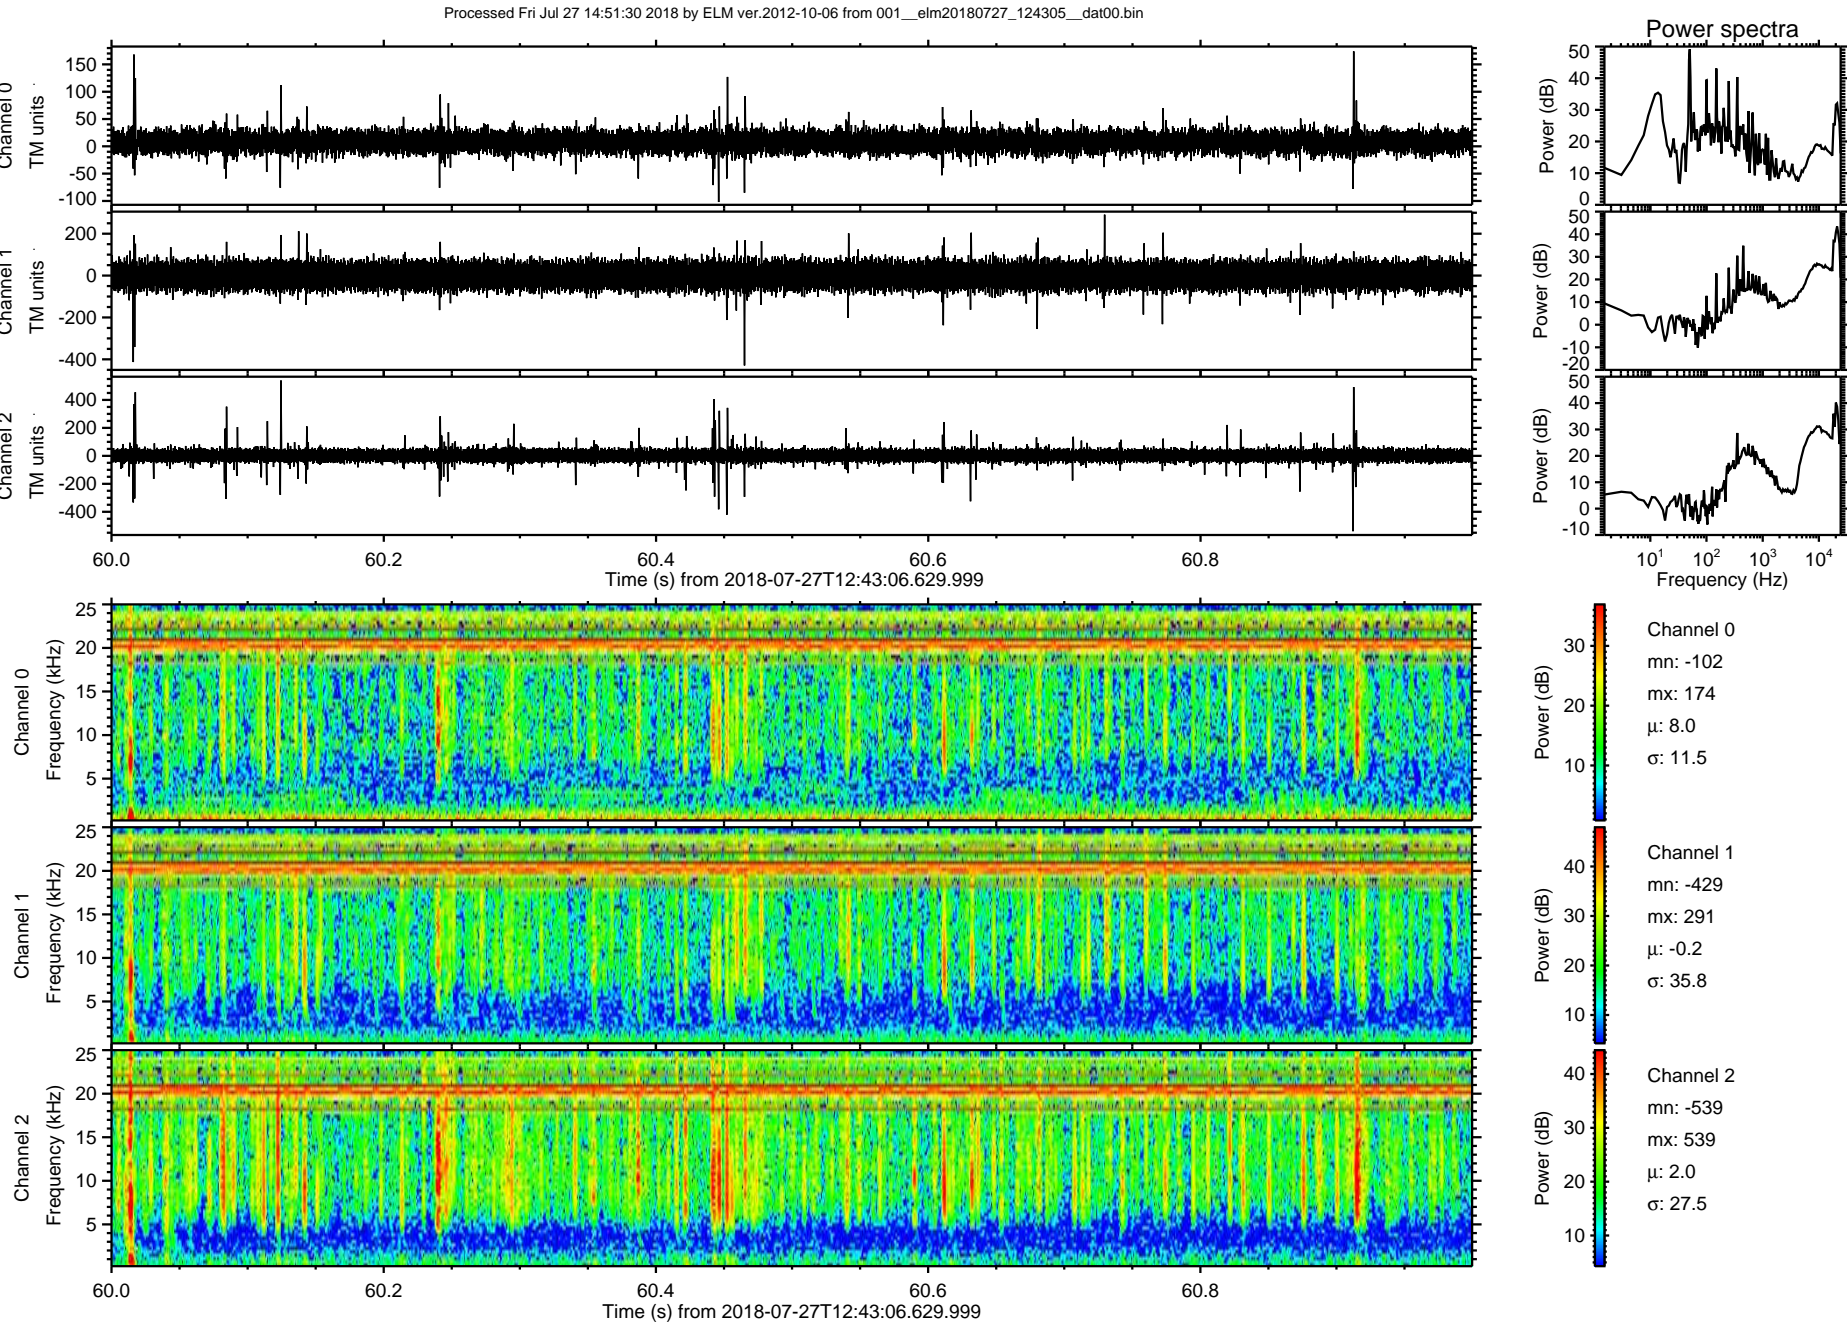 Processed Fri Jul 27 14:51:30 2018 by ELM ver.2012-10-06 from 001__elm20180727_124305__dat00.bin
Power spectra
Channel 0
TM units
150
100
50
0
-50
-100
Power (dB)
50
40
30
20
10
0
Channel 1
TM units
200
0
-200
-400
Power (dB)
50
40
30
20
10
0
-10
-20
Channel 2
TM units
400
200
0
-200
-400
Power (dB)
50
40
30
20
10
0
-10
60.0 60.2 60.4 60.6 60.8
Time (s) from 2018-07-27T12:43:06.629.999
10¹ 10² 10³ 10⁴
Frequency (Hz)
Channel 0
Frequency (kHz)
25
20
15
10
5
Power (dB)
30
20
10
Channel 0
mn: -102
mx: 174
μ: 8.0
σ: 11.5
Channel 1
Frequency (kHz)
25
20
15
10
5
Power (dB)
40
30
20
10
Channel 1
mn: -429
mx: 291
μ: -0.2
σ: 35.8
Channel 2
Frequency (kHz)
25
20
15
10
5
Power (dB)
40
30
20
10
Channel 2
mn: -539
mx: 539
μ: 2.0
σ: 27.5
60.0 60.2 60.4 60.6 60.8
Time (s) from 2018-07-27T12:43:06.629.999